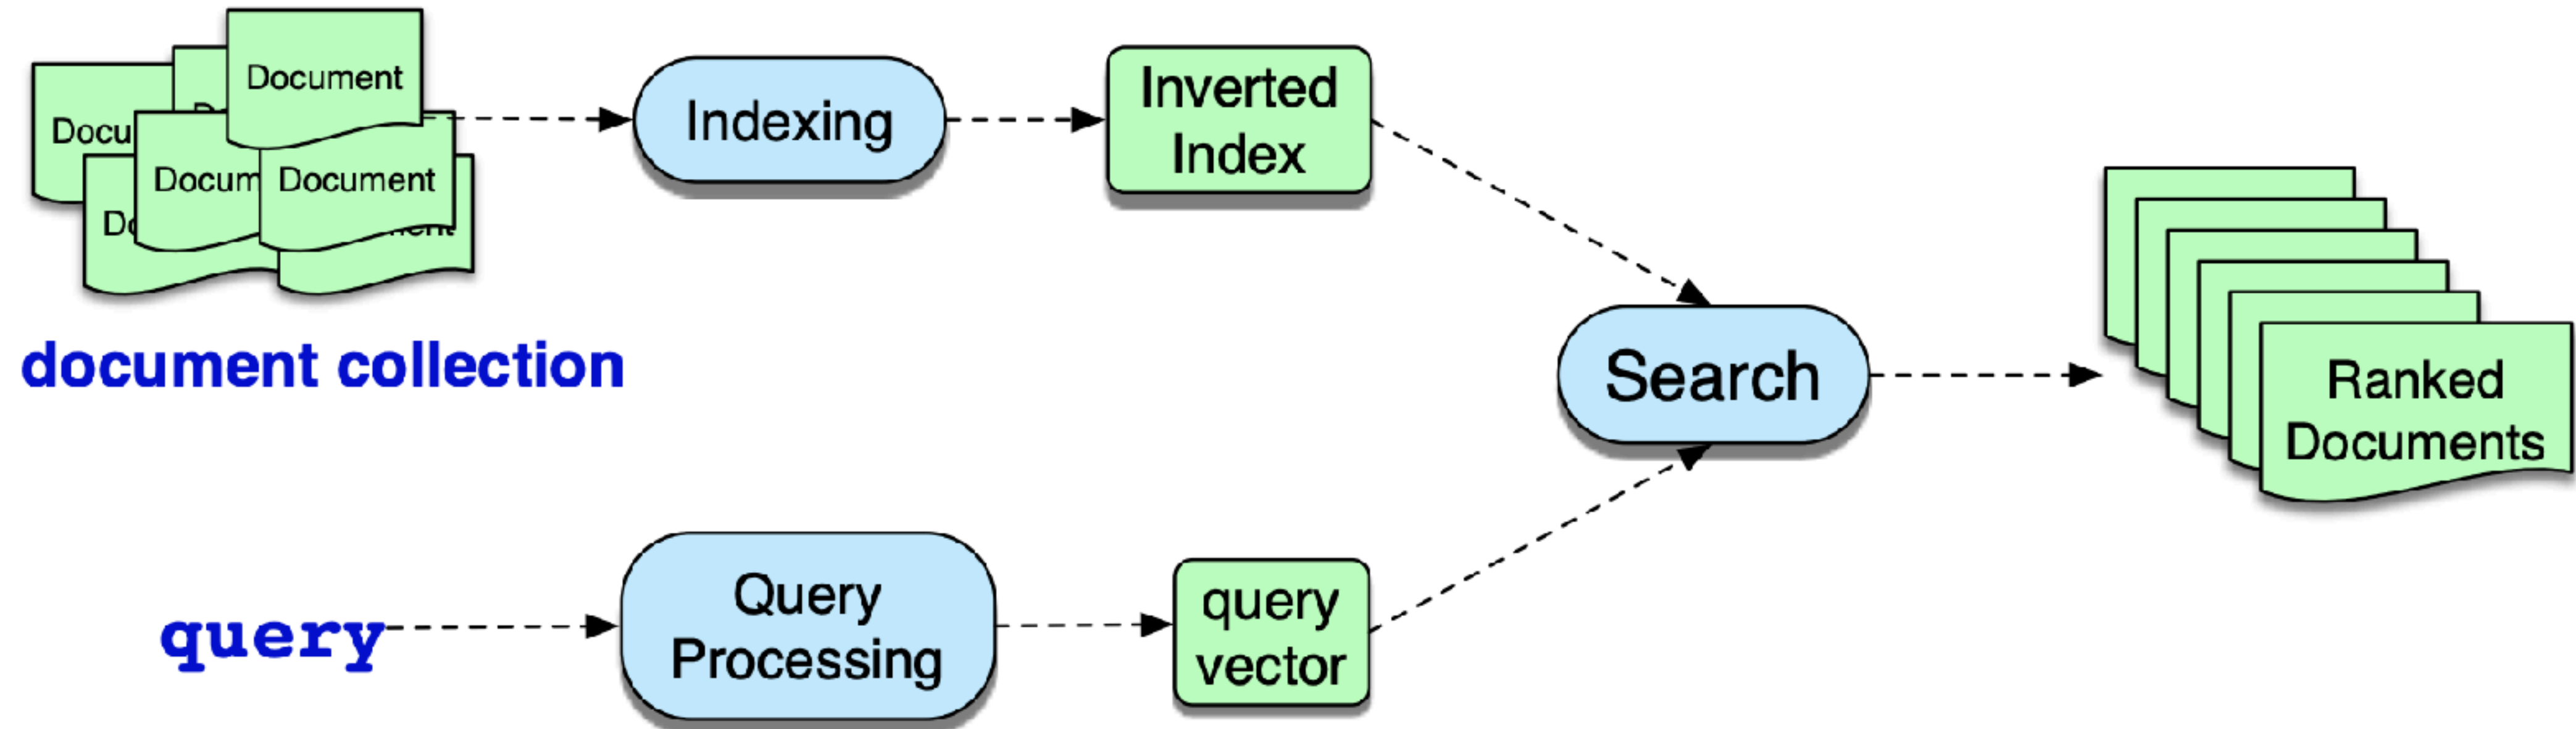 Document
Docu
Docum
Document
document collection
Indexing
Inverted
Index
Search
Ranked
Documents
query
Query
Processing
query
vector